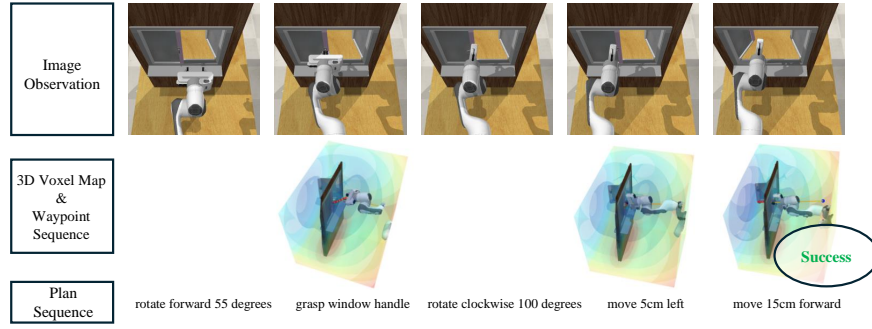 Image
Observation
3D Voxel Map
&
Waypoint
Sequence
Success
Plan
Sequence
rotate forward 55 degrees
grasp window handle
rotate clockwise 100 degrees
move 5cm left
move 15cm forward